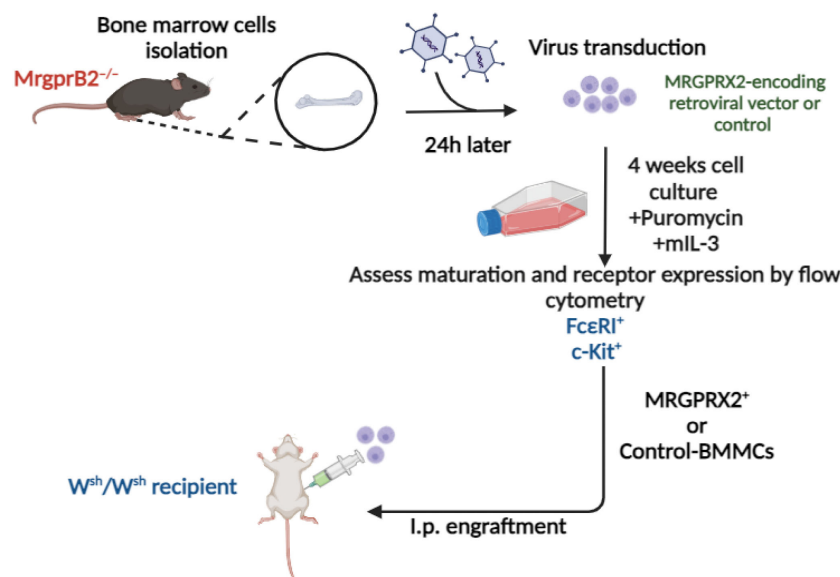 Bone marrow cells
isolation
MrgprB2⁻/⁻
24h later
Virus transduction
MRGPRX2-encoding
retroviral vector or
control
4 weeks cell
culture
+Puromycin
+mIL-3
Assess maturation and receptor expression by flow
cytometry
FcεRI⁺
c-Kit⁺
MRGPRX2⁺
or
Control-BMMCs
Wˢʰ/Wˢʰ recipient
I.p. engraftment